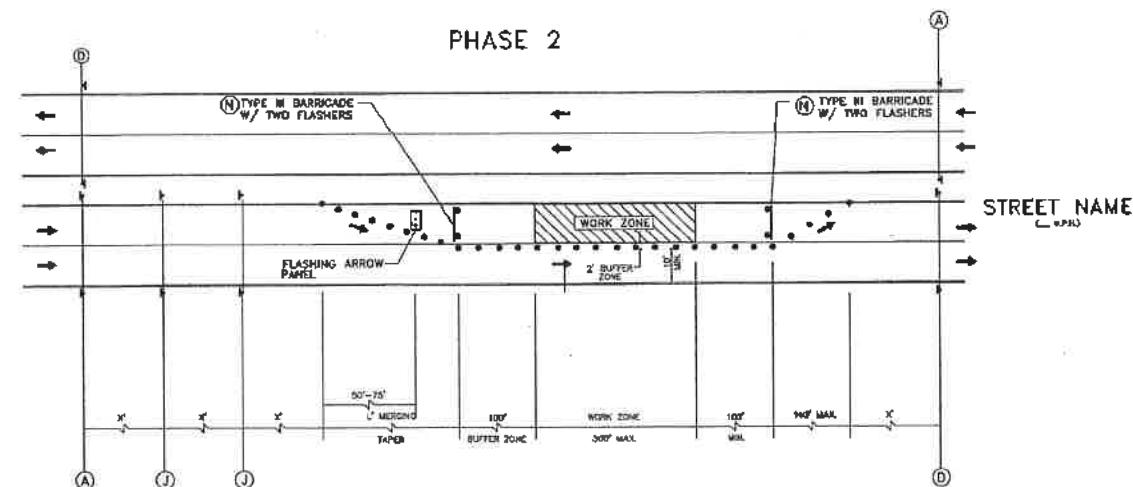 PHASE 2
A
D
N TYPE III BARRICADE
W/ TWO FLASHERS
N TYPE III BARRICADE
W/ TWO FLASHERS
WORK ZONE
STREET NAME
FLASHING ARROW
PANEL
2' BUFFER
ZONE
10'
MIN.
50'-75'
L' MERGING
TAPER
X'
X'
X'
100'
BUFFER ZONE
WORK ZONE
300' MAX.
100'
MIN.
MAX.
X'
A
J
J
D